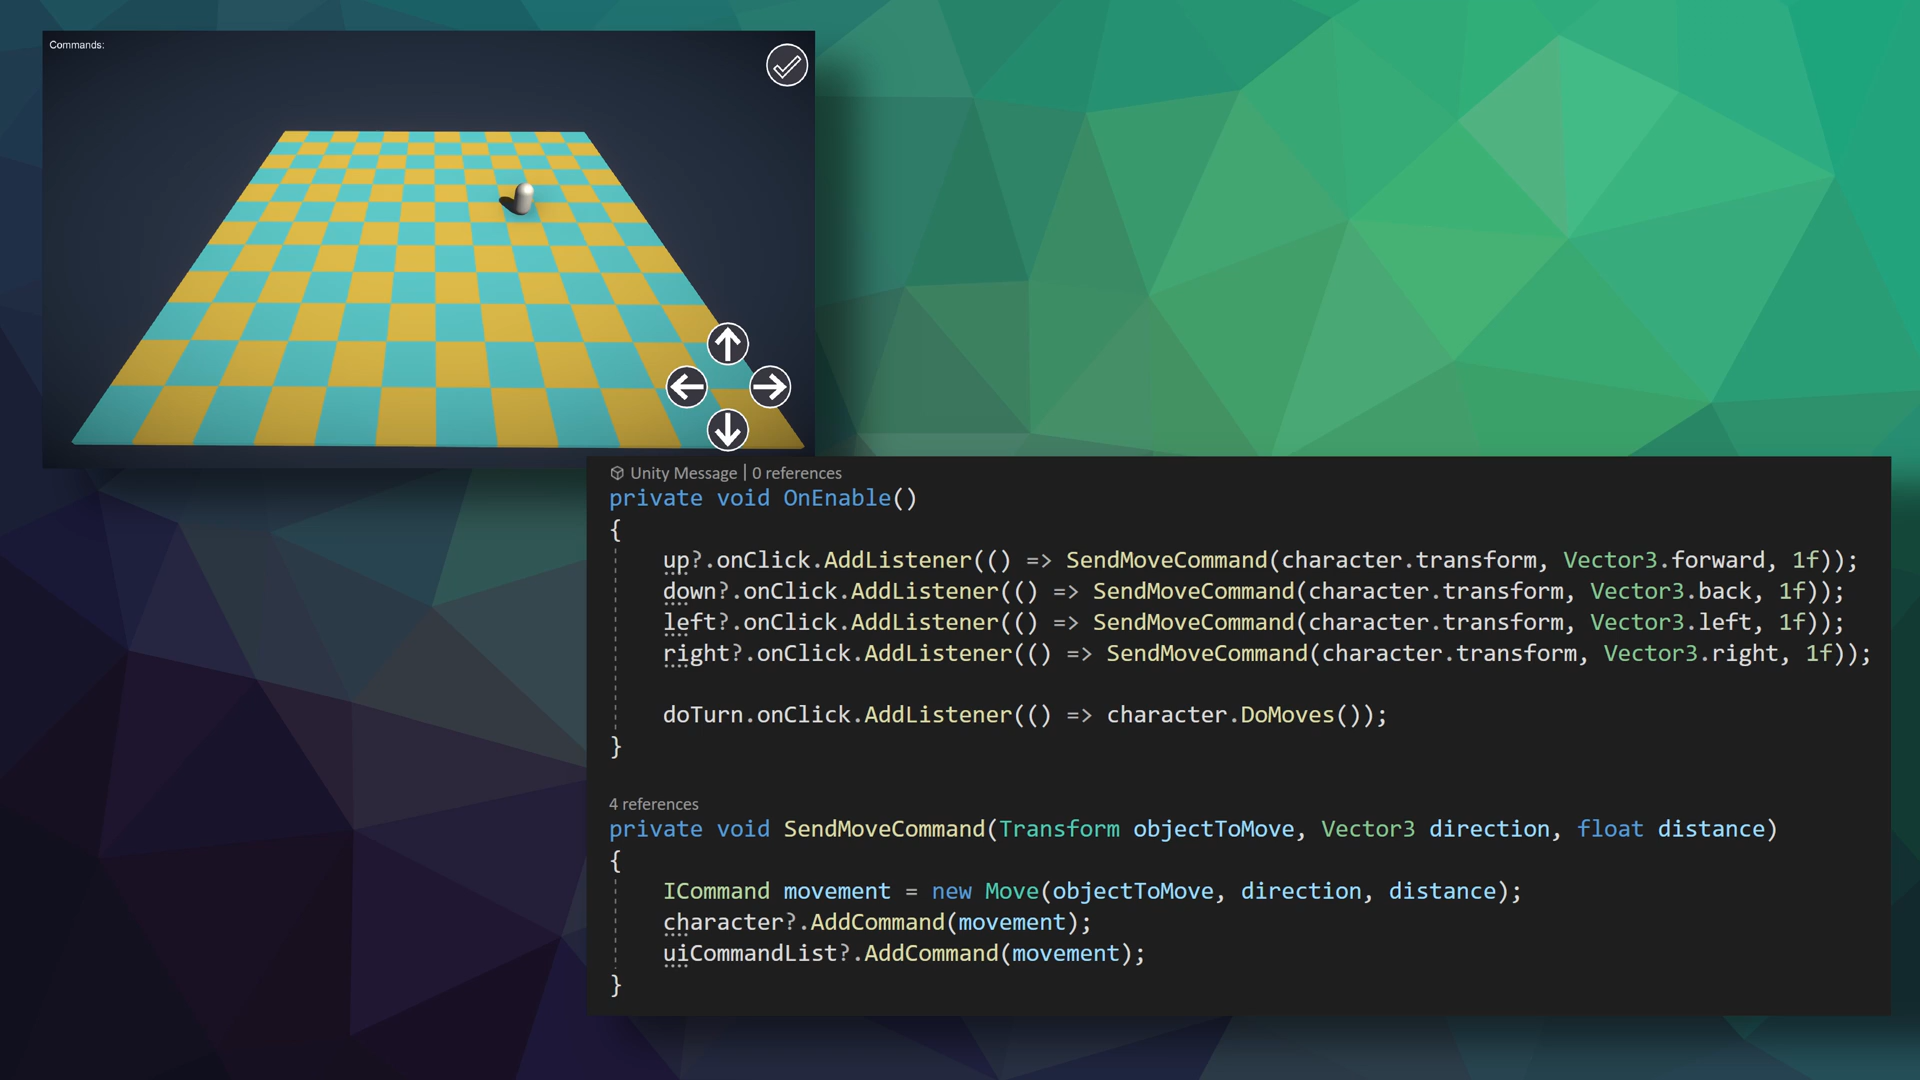 Commands:
Unity Message | 0 references
private void OnEnable()
{
up?.onClick.AddListener(() => SendMoveCommand(character.transform, Vector3.forward, 1f));
down?.onClick.AddListener(() => SendMoveCommand(character.transform, Vector3.back, 1f));
left?.onClick.AddListener(() => SendMoveCommand(character.transform, Vector3.left, 1f));
right?.onClick.AddListener(() => SendMoveCommand(character.transform, Vector3.right, 1f));
doTurn.onClick.AddListener(() => character.DoMoves());
}
4 references
private void SendMoveCommand(Transform objectToMove, Vector3 direction, float distance)
{
ICommand movement = new Move(objectToMove, direction, distance);
character?.AddCommand(movement);
uiCommandList?.AddCommand(movement);
}